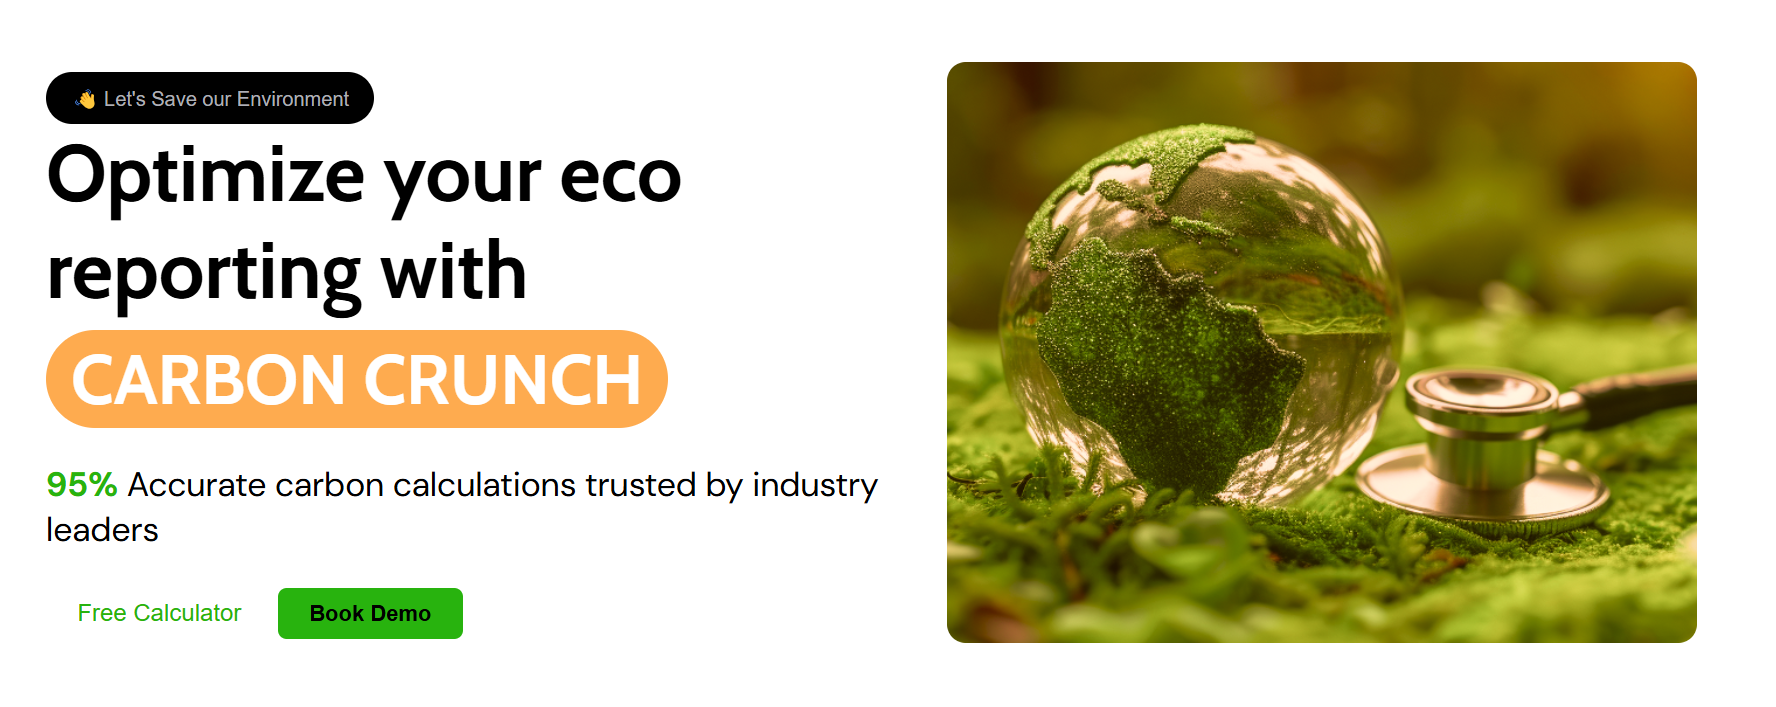 👋 Let's Save our Environment
Optimize your eco
reporting with
CARBON CRUNCH
95% Accurate carbon calculations trusted by industry
leaders
Free Calculator
Book Demo